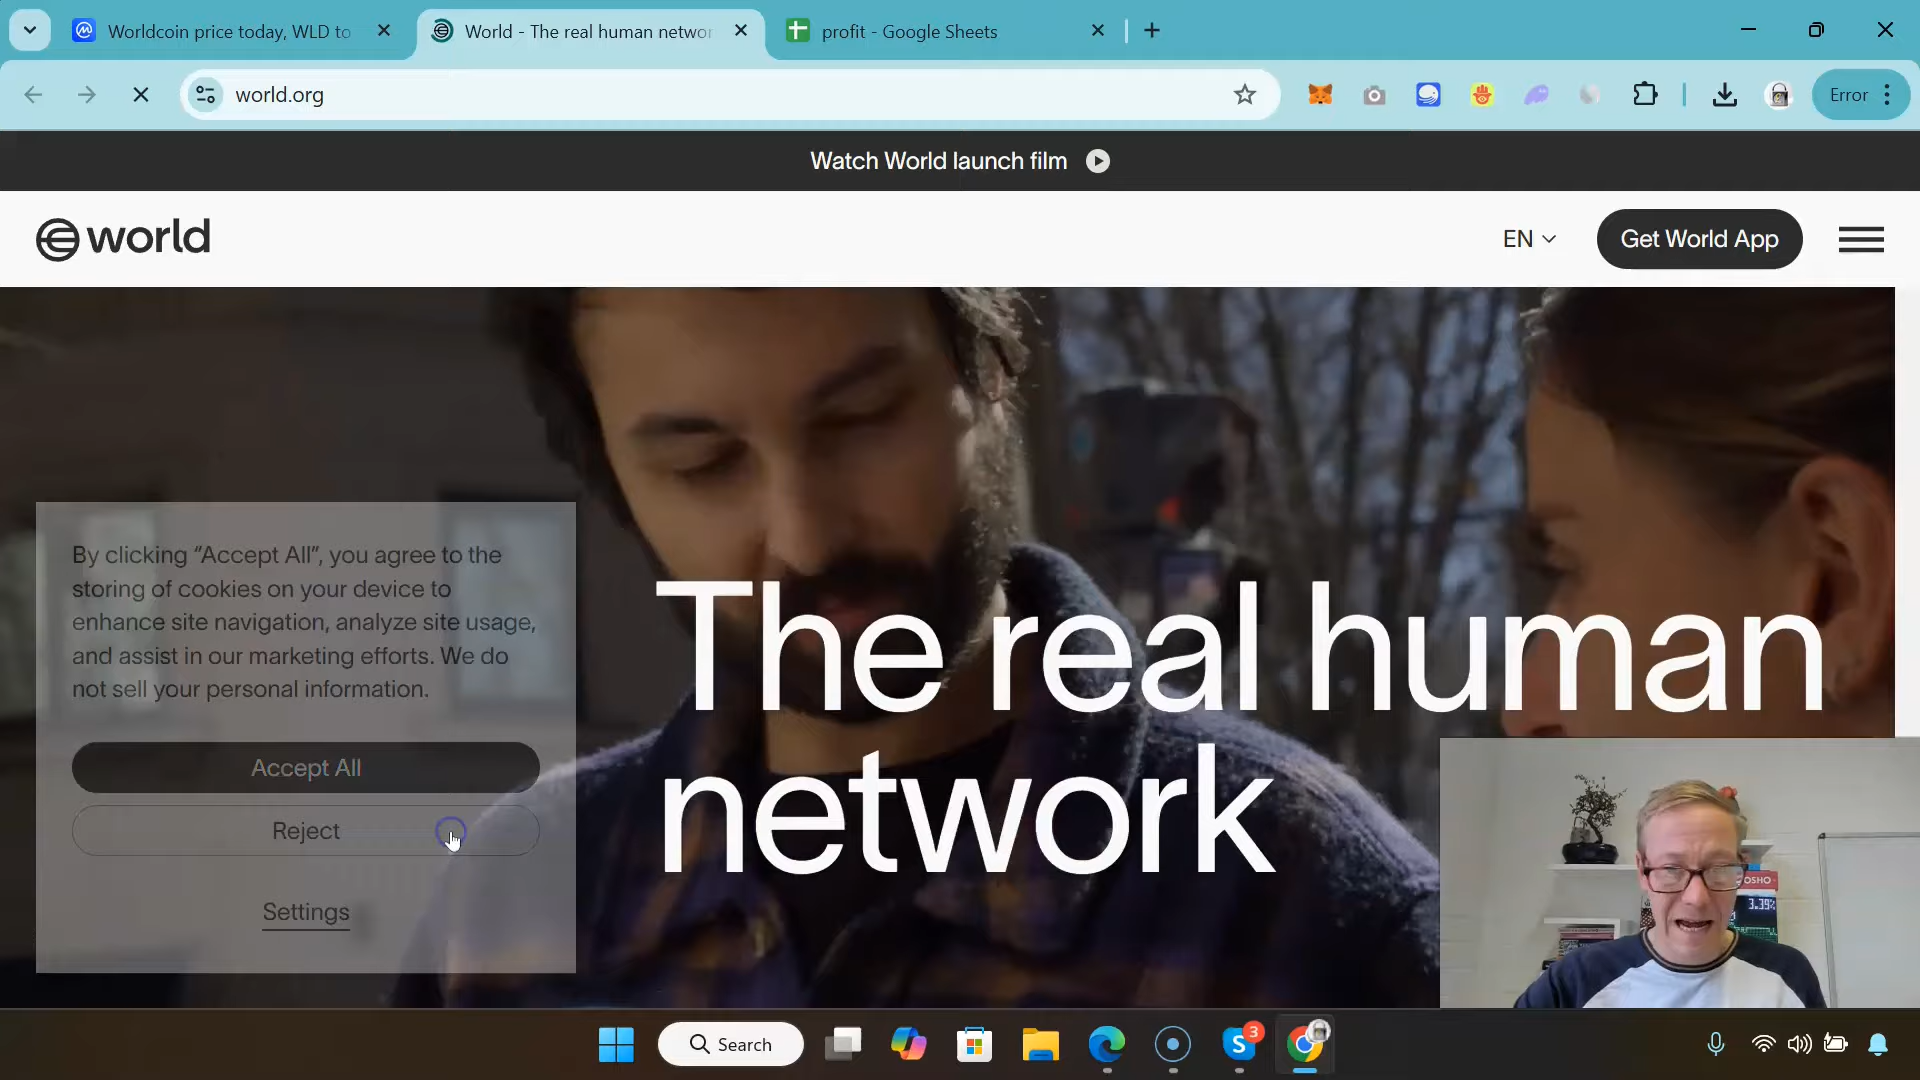 Worldcoin price today, WLD to
World - The real human networ
profit - Google Sheets
world.org
Error
Watch World launch film
world
EN
Get World App
The real human
network
By clicking “Accept All”, you agree to the
storing of cookies on your device to
enhance site navigation, analyze site usage,
and assist in our marketing efforts. We do
not sell your personal information.
Accept All
Reject
Settings
OSHO
3.39%
Search
S
3